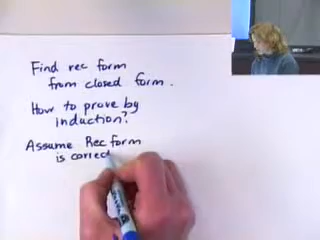 Find rec form
from closed form.
How to prove by
induction?
Assume Rec form
is correct